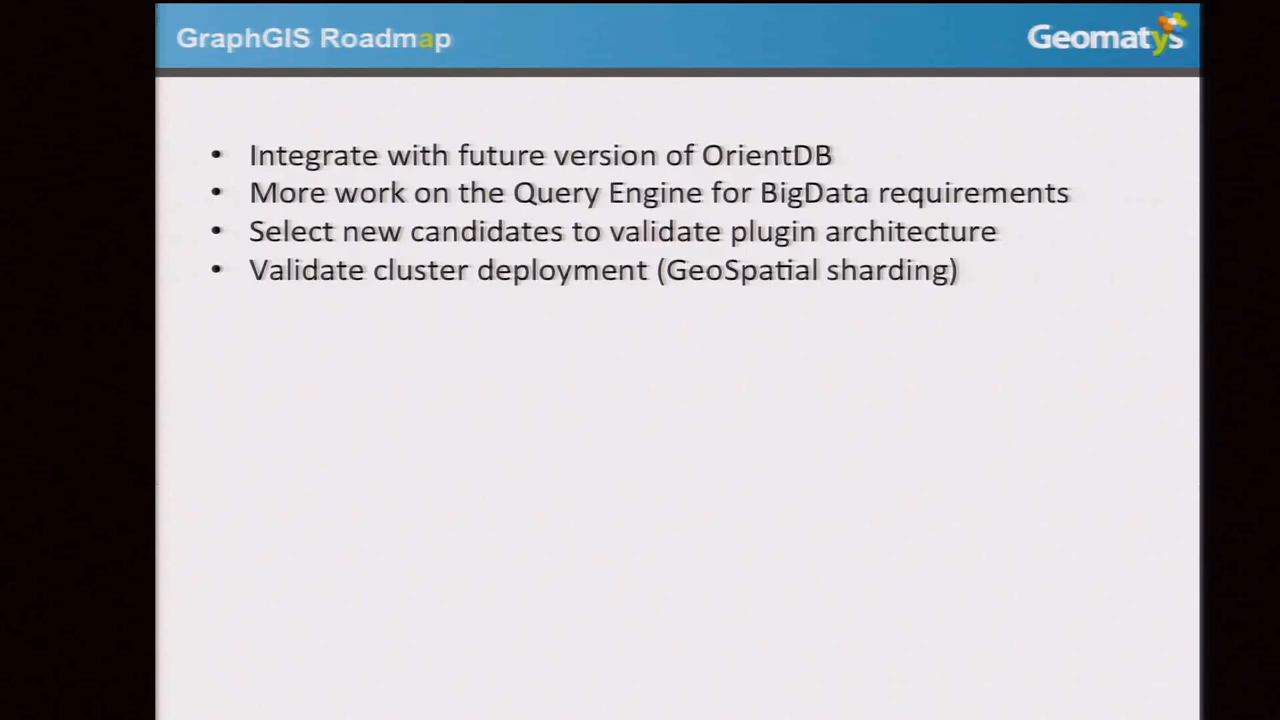 GraphGIS Roadmap
Geomatys
• Integrate with future version of OrientDB
• More work on the Query Engine for BigData requirements
• Select new candidates to validate plugin architecture
• Validate cluster deployment (GeoSpatial sharding)